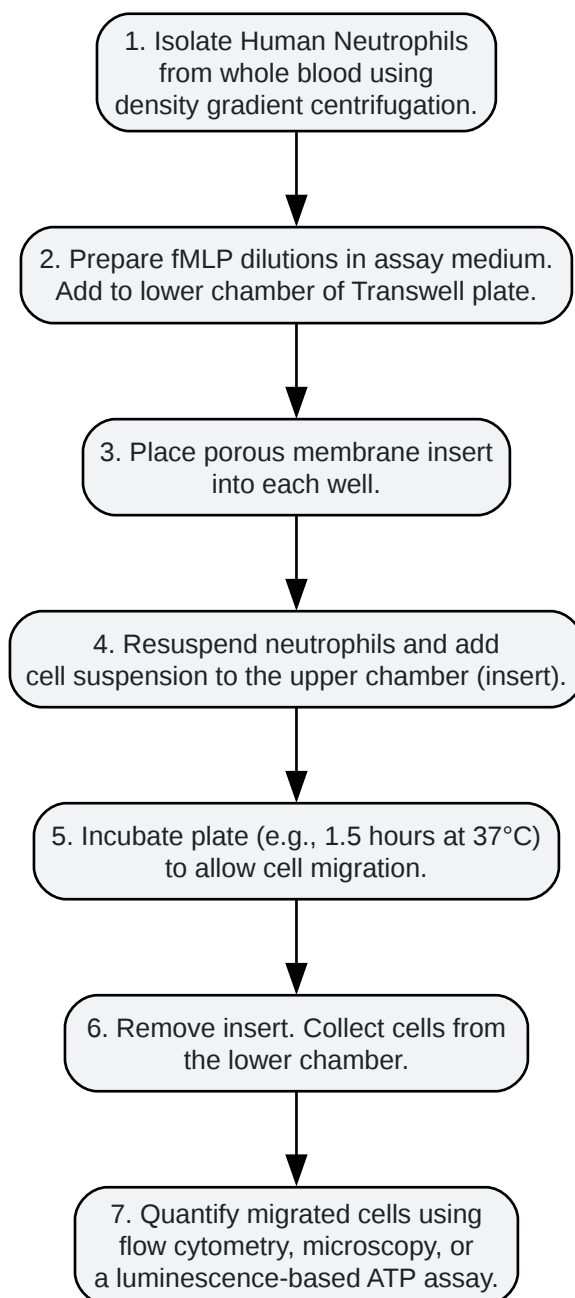 1. Isolate Human Neutrophils
from whole blood using
density gradient centrifugation.
2. Prepare fMLP dilutions in assay medium.
Add to lower chamber of Transwell plate.
3. Place porous membrane insert
into each well.
4. Resuspend neutrophils and add
cell suspension to the upper chamber (insert).
5. Incubate plate (e.g., 1.5 hours at 37°C)
to allow cell migration.
6. Remove insert. Collect cells from
the lower chamber.
7. Quantify migrated cells using
flow cytometry, microscopy, or
a luminescence-based ATP assay.